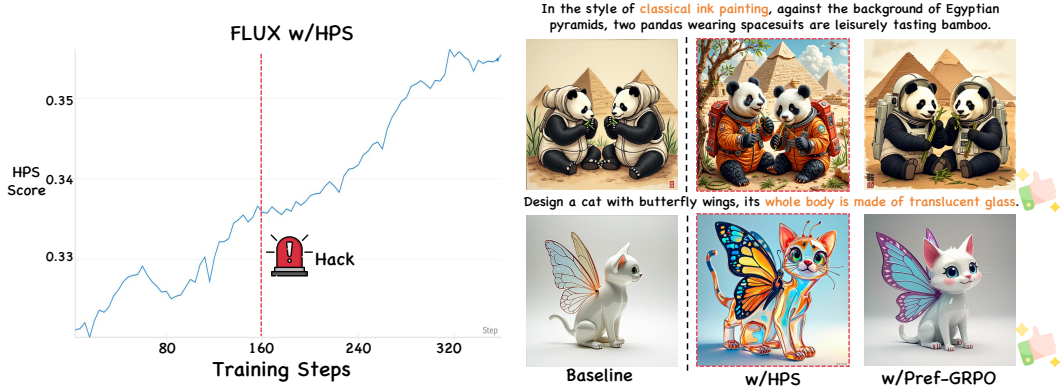 FLUX w/HPS
0.35
HPS
Score
0.34
0.33
Hack
Step
80
160
240
320
Training Steps
In the style of classical ink painting, against the background of Egyptian
pyramids, two pandas wearing spacesuits are leisurely tasting bamboo.
Design a cat with butterfly wings, its whole body is made of translucent glass.
Baseline
w/HPS
w/Pref-GRPO